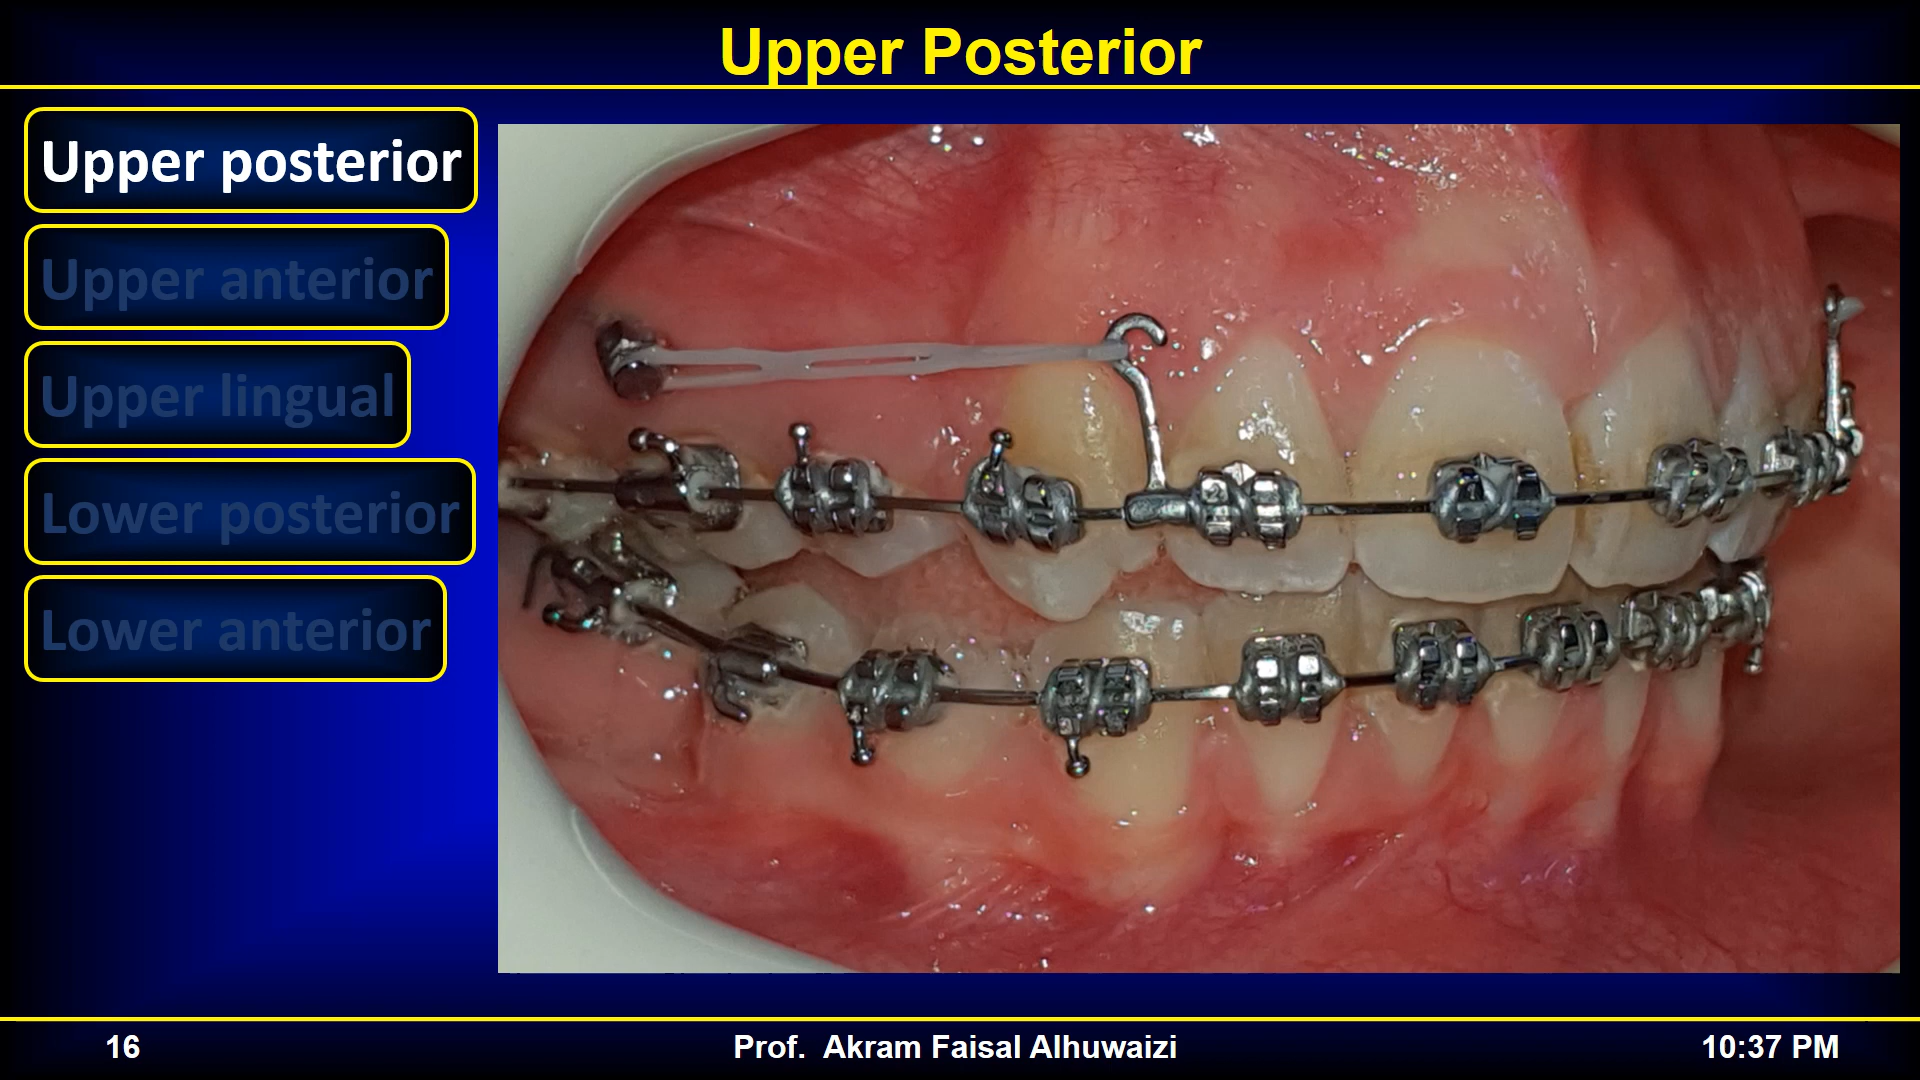 Upper Posterior
Upper posterior
Upper anterior
Upper lingual
Lower posterior
Lower anterior
16
Prof.  Akram Faisal Alhuwaizi
10:37 PM